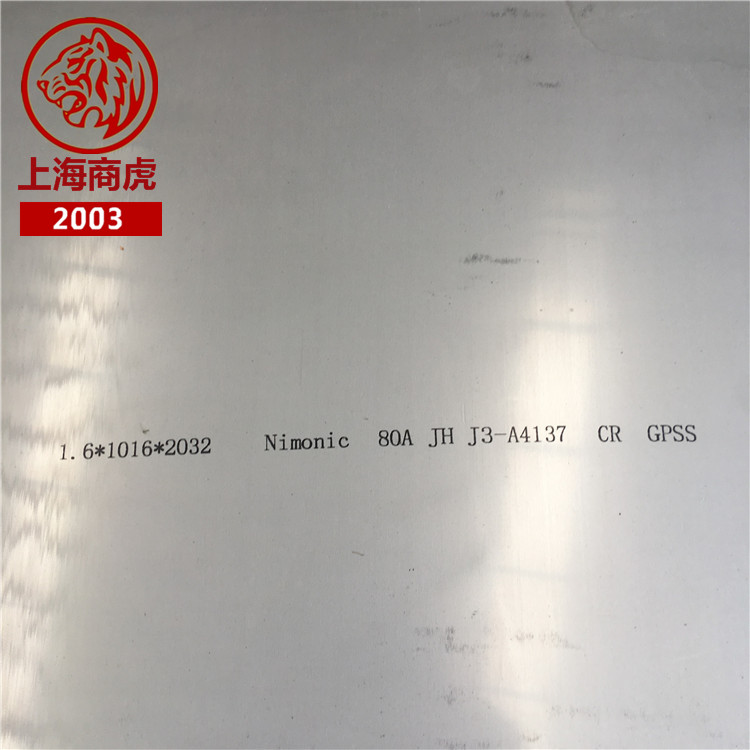 上海商虎
2003
1.6*1016*2032 Nimonic 80A JH J3-A4137 CR GPSS